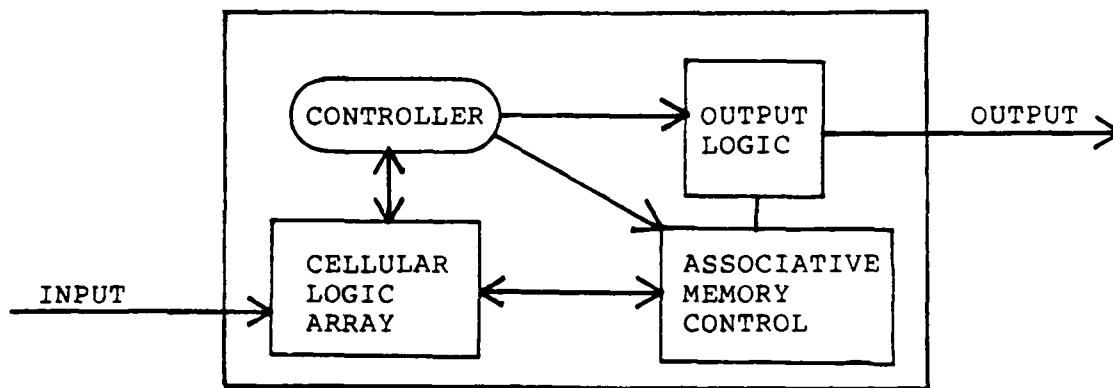 CONTROLLER
OUTPUT
LOGIC
OUTPUT
INPUT
CELLULAR
LOGIC
ARRAY
ASSOCIATIVE
MEMORY
CONTROL